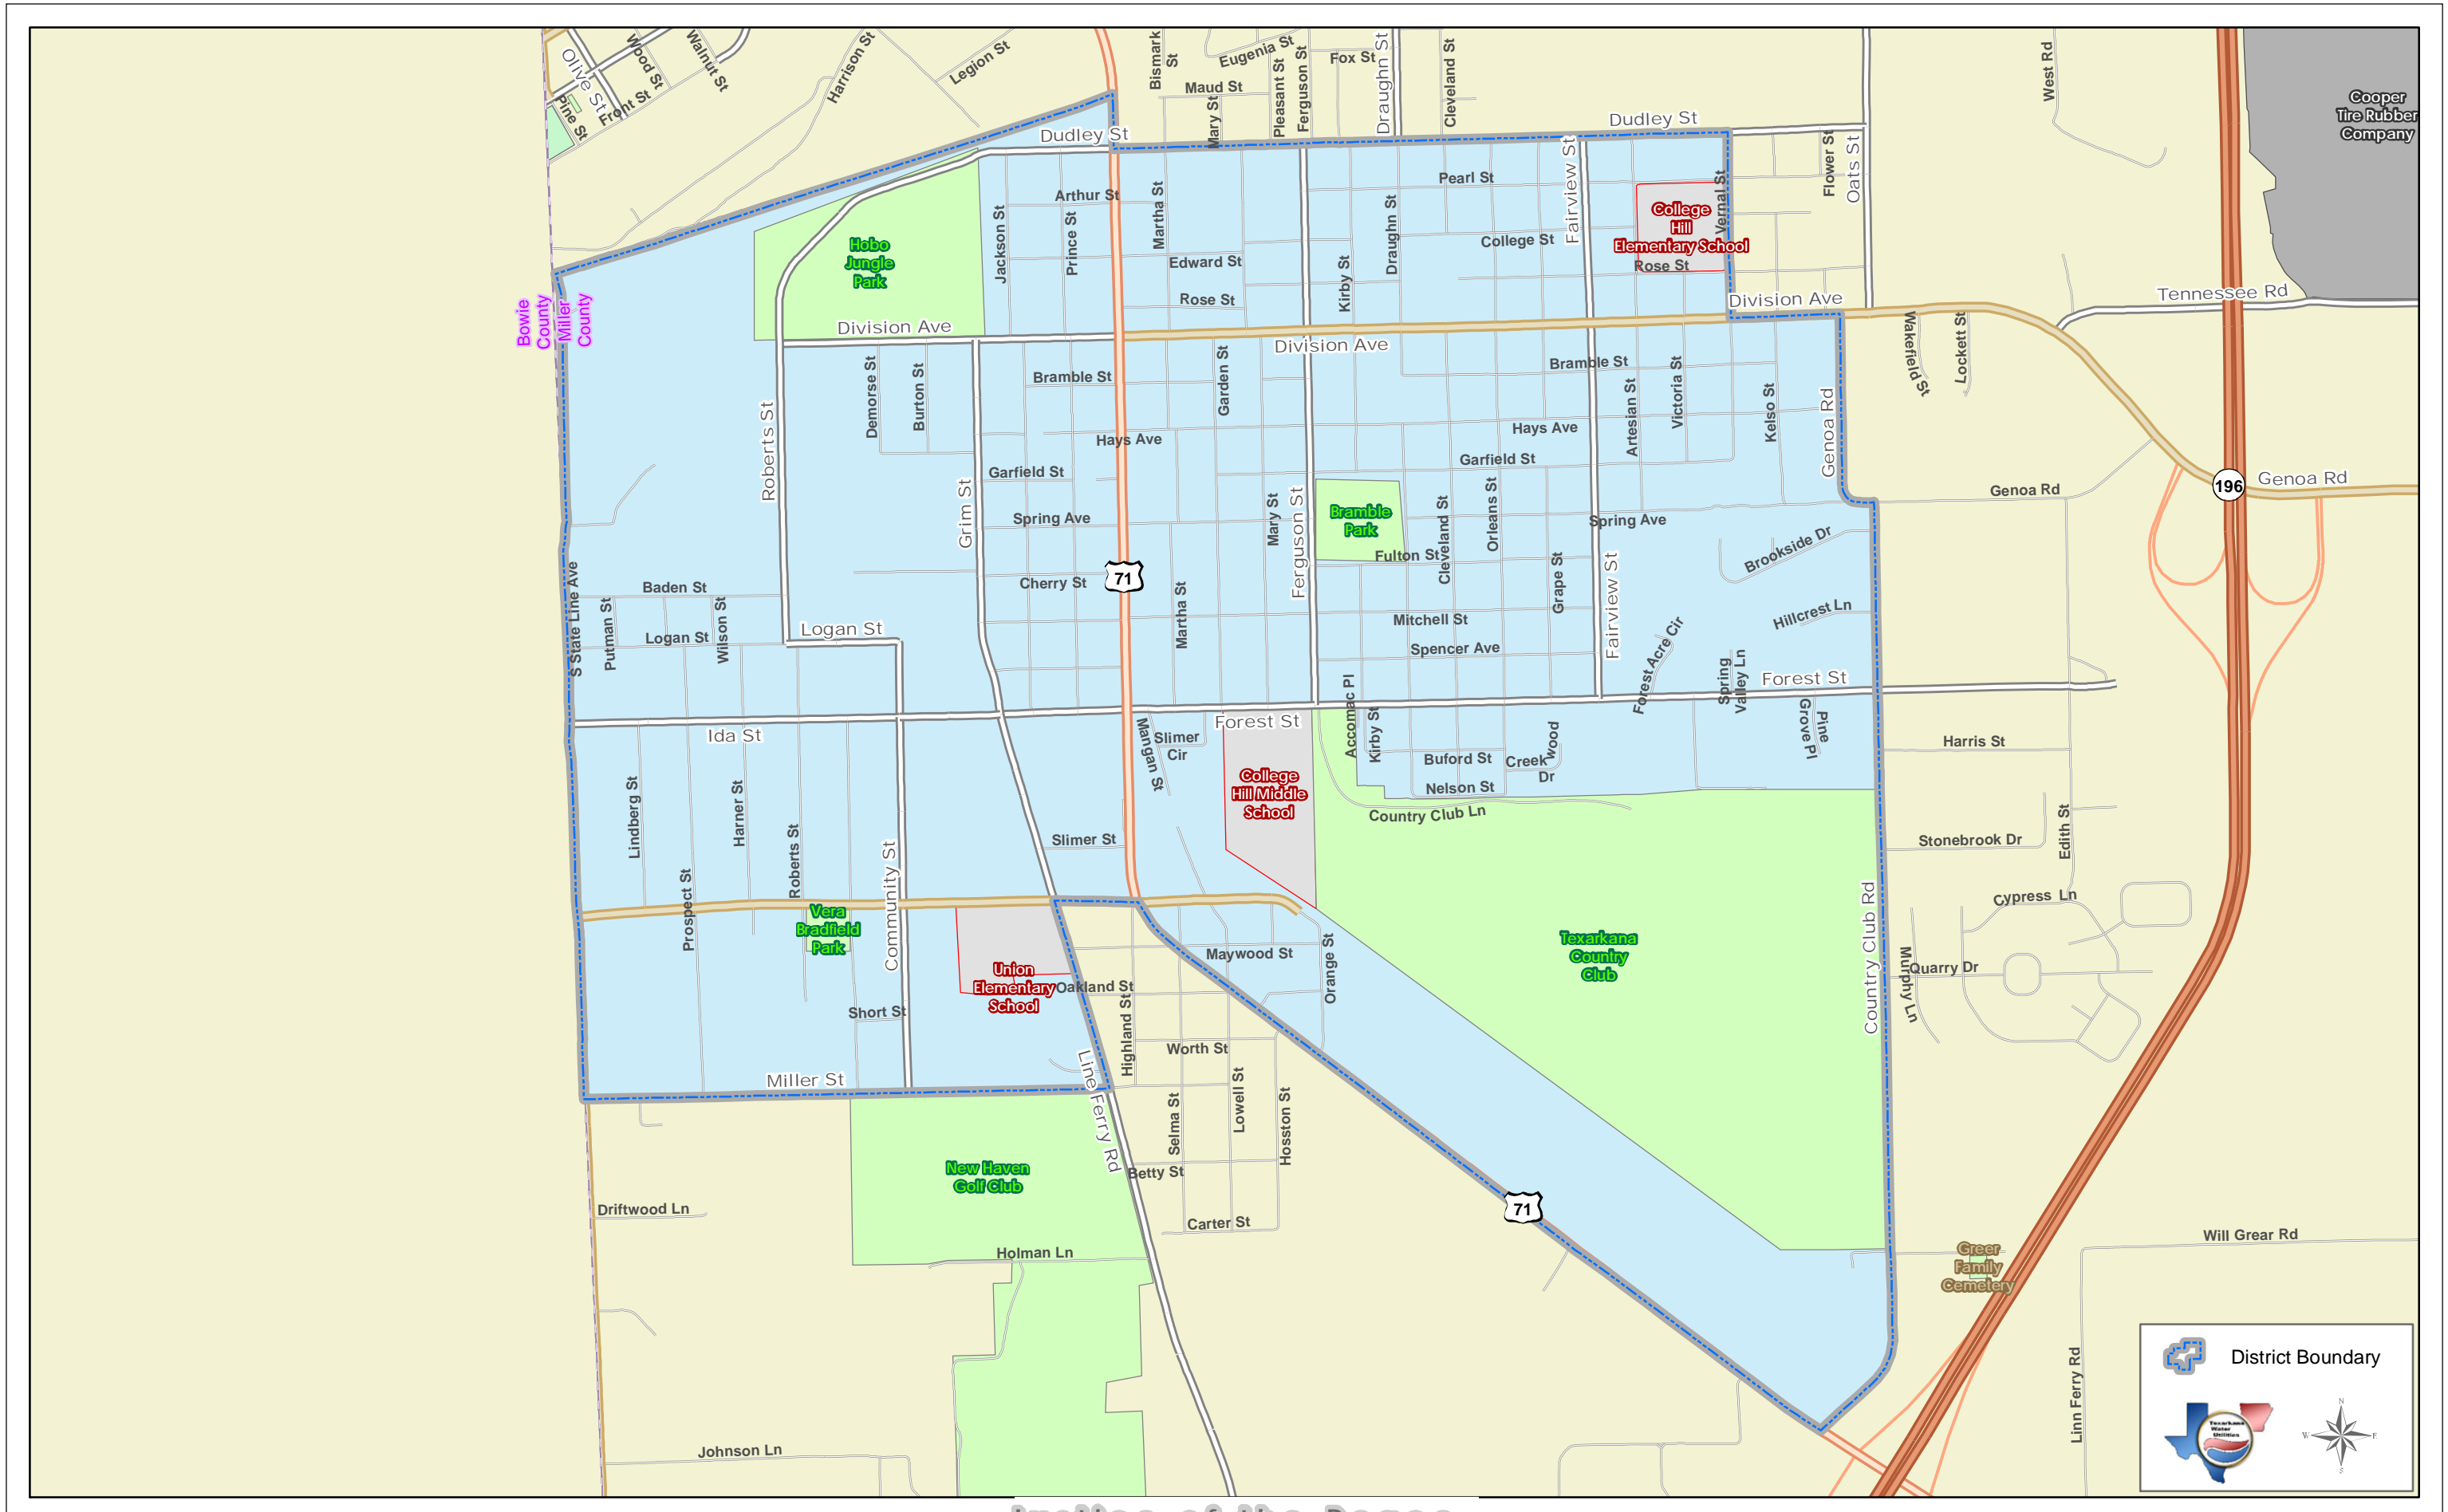 Olive St
Wood St
Walnut St
Pine St
Front St
Harrison St
Legion St
Bismark
St
Eugenia St
Maud St
Mary St
Pleasant St
Ferguson St
Fox St
Draughn St
Cleveland St
West Rd
Cooper
Tire Rubber
Company
Dudley St
Dudley St
Flower St
Oats St
Arthur St
Martha St
Pearl St
Fairview St
Vernal St
College
Hill
Elementary School
Hobo
Jungle
Park
Jackson St
Prince St
Draughn St
College St
Edward St
Kirby St
Rose St
Rose St
Bowie
County
Miller
County
Division Ave
Division Ave
Division Ave
Tennessee Rd
Wakefield St
Lockett St
Demorse St
Burton St
Bramble St
Garden St
Bramble St
Artesian St
Victoria St
Kelso St
Genoa Rd
Roberts St
Hays Ave
Hays Ave
Garfield St
Garfield St
Genoa Rd
196
Genoa Rd
Grim St
Spring Ave
Mary St
Ferguson St
Bramble
Park
Cleveland St
Orleans St
Spring Ave
Brookside Dr
Fulton St
71
Cherry St
S State Line Ave
Baden St
Putman St
Wilson St
Logan St
Logan St
Martha St
Grape St
Fairview St
Mitchell St
Spencer Ave
Hillcrest Ln
Forest Acre Cir
Spring
Valley Ln
Forest St
Forest St
Ida St
Accomac Pl
Kirby St
Mangan St
Slimer
Cir
Buford St
Creek
wood
Dr
Nelson St
Country Club Ln
Pine
Grove Pl
Harris St
College
Hill Middle
School
Lindberg St
Harner St
Roberts St
Prospect St
Community St
Slimer St
Stonebrook Dr
Edith St
Cypress Ln
Vera
Bradfield
Park
Country Club Rd
Murphy Ln
Quarry Dr
Texarkana
Country
Club
Union
Elementary
School
Maywood St
Orange St
Oakland St
Highland St
Short St
Worth St
Miller St
Line Ferry Rd
Selma St
Lowell St
Hosston St
Betty St
New Haven
Golf Club
Driftwood Ln
Carter St
71
Holman Ln
Greer
Family
Cemetery
Will Grear Rd
Linn Ferry Rd
Johnson Ln
District Boundary
Texarkana
Water
Utilities
N
W
E
S